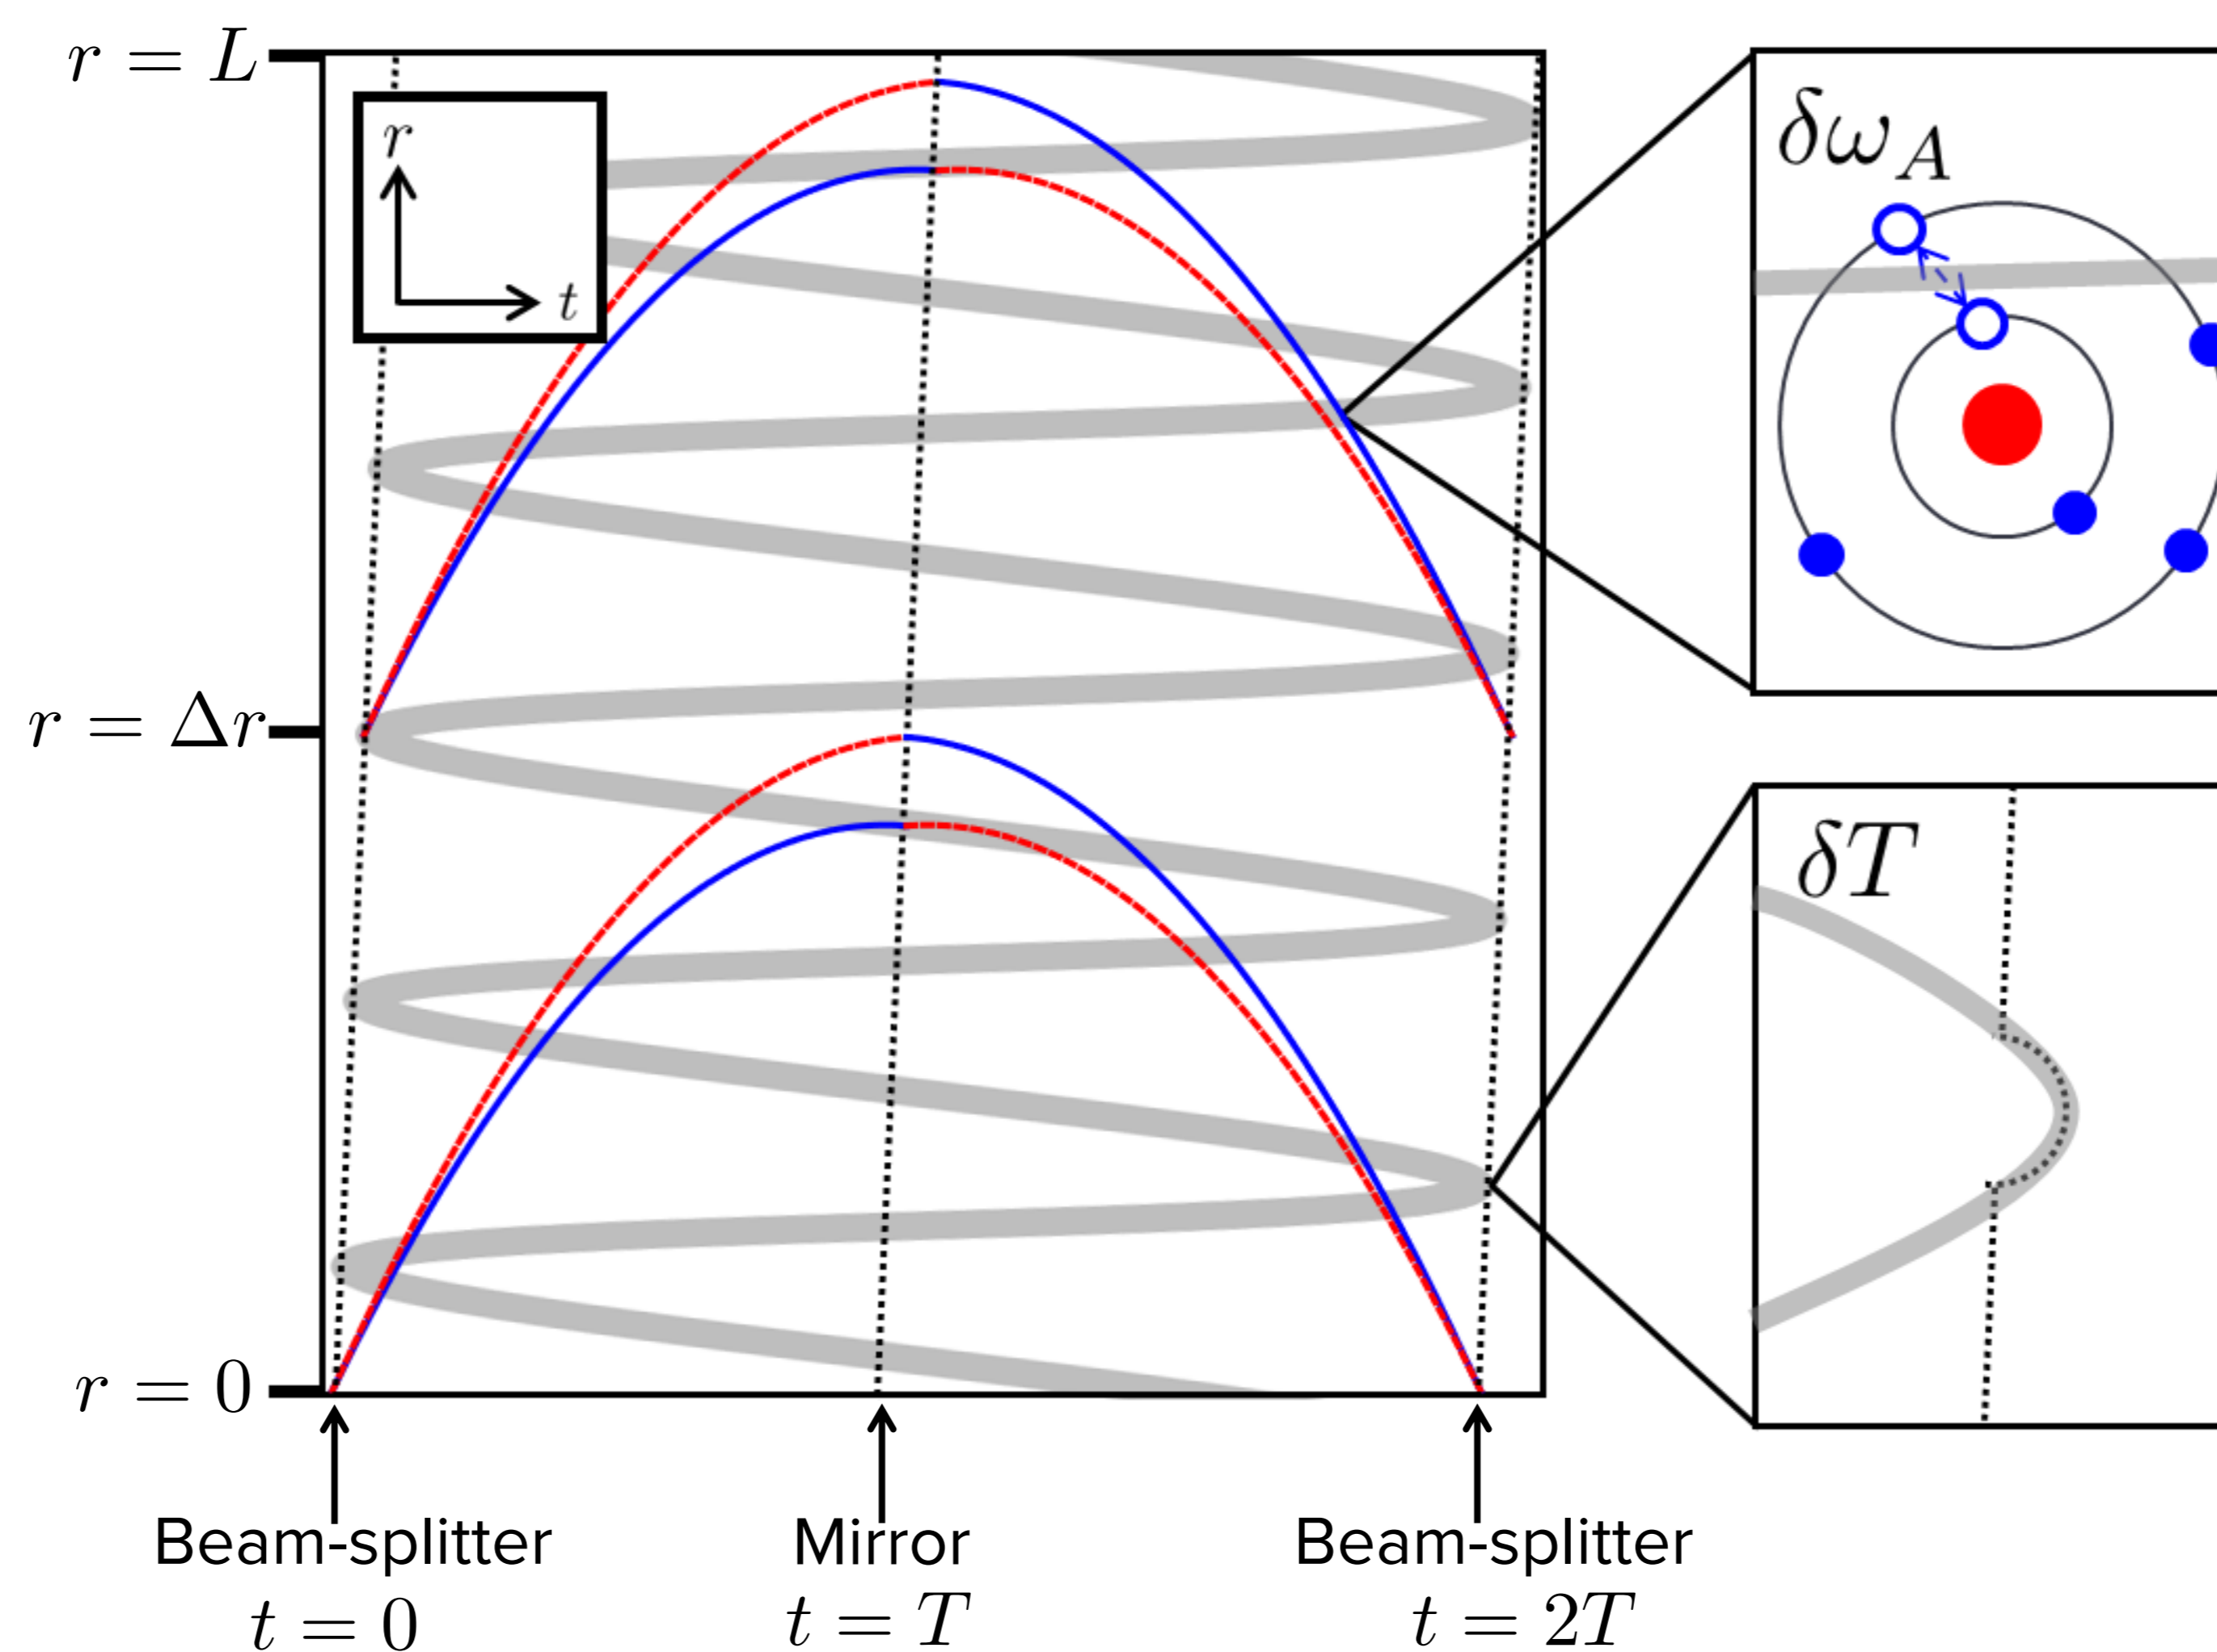 r = L
r
t
δω_A
r = Δr
δT
r = 0
Beam-splitter
t = 0
Mirror
t = T
Beam-splitter
t = 2T